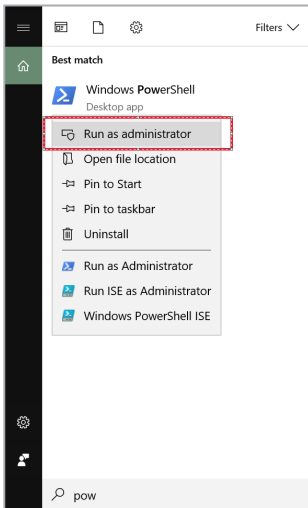 Filters
Best match
Windows PowerShell
Desktop app
Run as administrator
Open file location
Pin to Start
Pin to taskbar
Uninstall
Run as Administrator
Run ISE as Administrator
Windows PowerShell ISE
pow